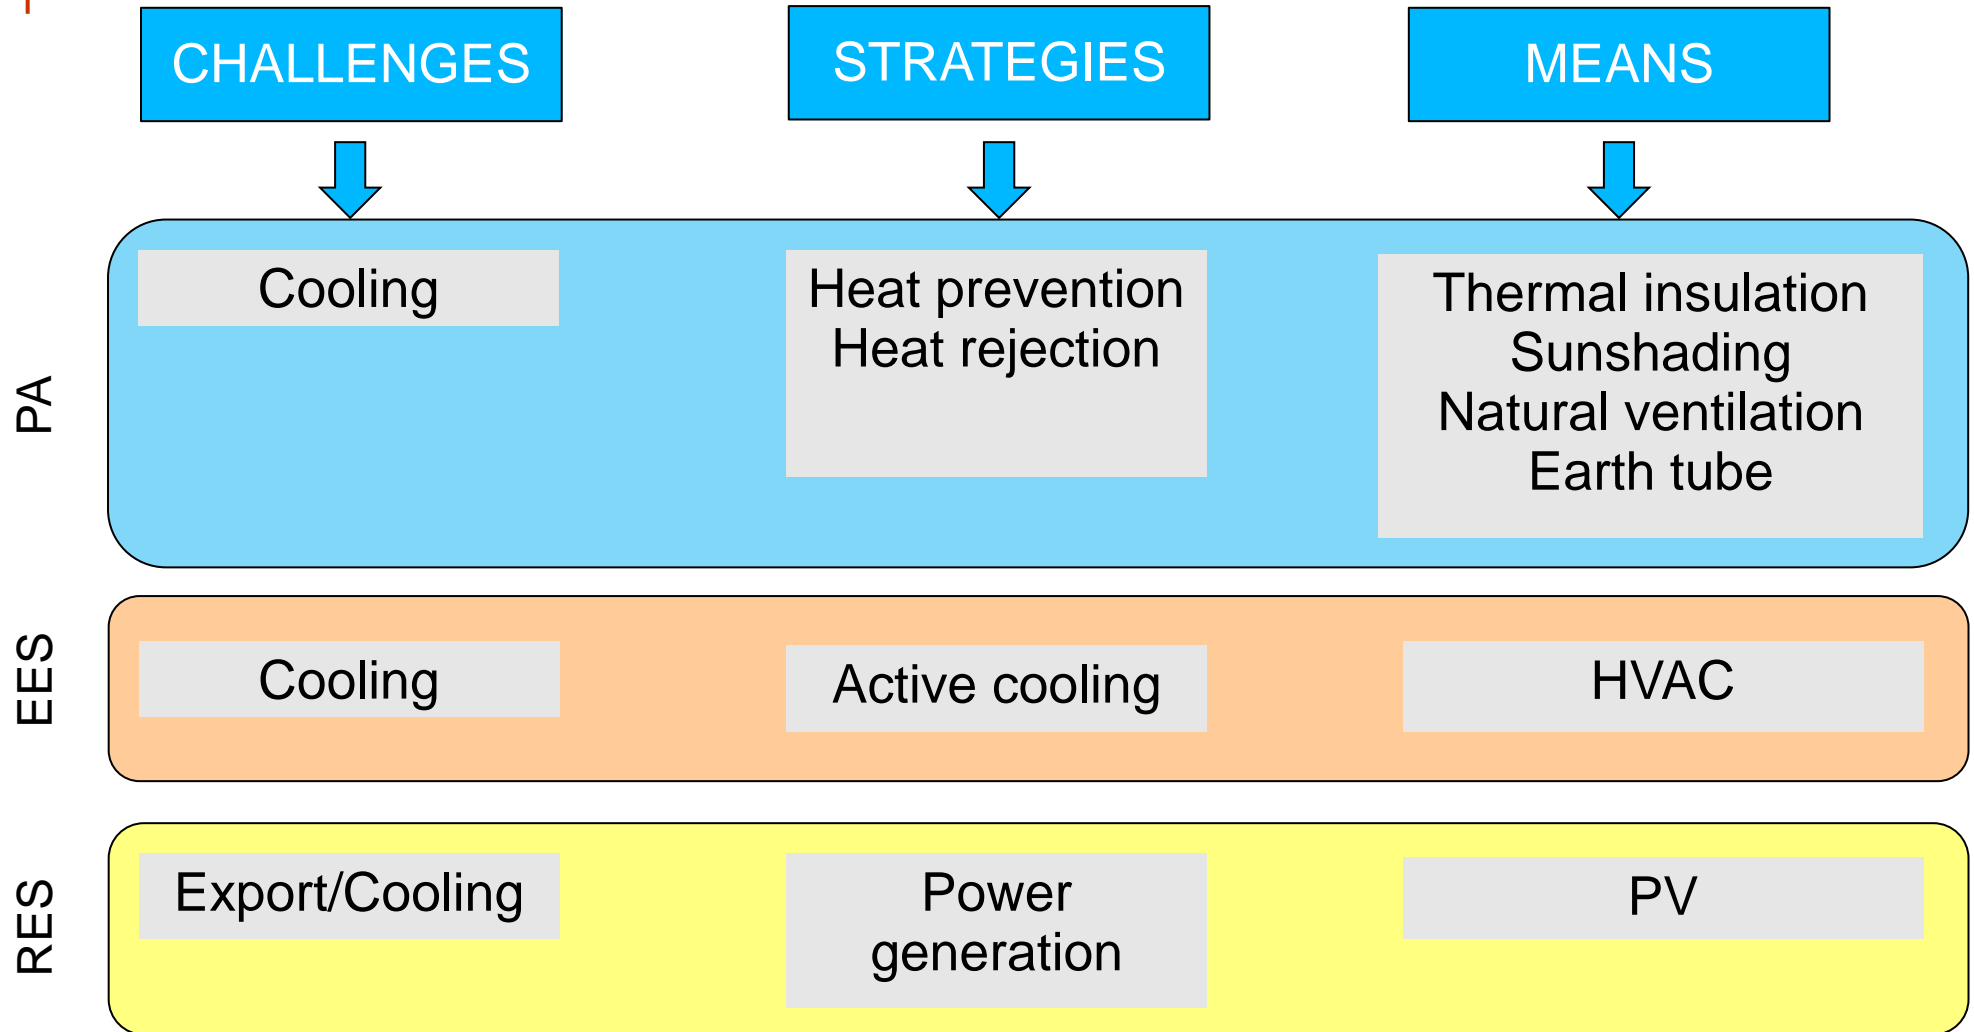 CHALLENGES
STRATEGIES
MEANS
PA
Cooling
Heat prevention
Heat rejection
Thermal insulation
Sunshading
Natural ventilation
Earth tube
EES
Cooling
Active cooling
HVAC
RES
Export/Cooling
Power
generation
PV